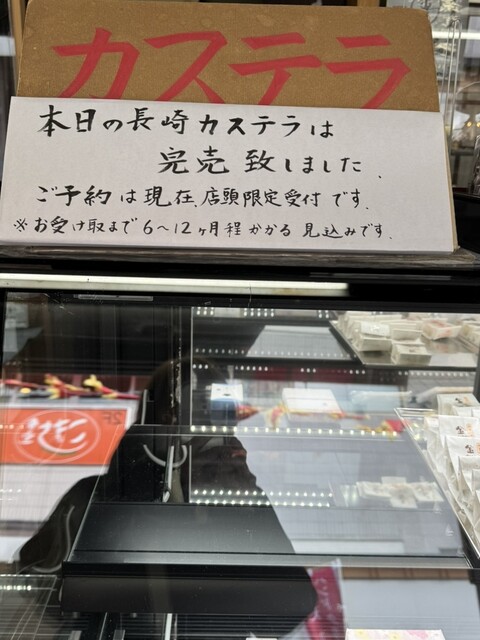 カステラ
本日の長崎カステラは
完売致しました.
ご予約は現在、店頭限定受付です.
※お受け取まで6〜12ヶ月程かかる見込みです.